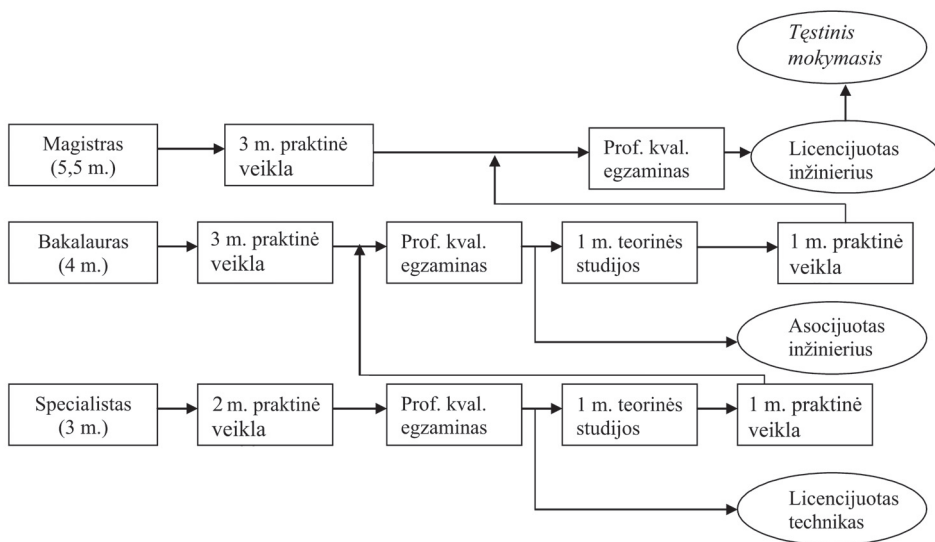 Tęstinis
mokymasis
Magistras
(5,5 m.)
3 m. praktinė
veikla
Prof. kval.
egzaminas
Licencijuotas
inžinierius
Bakalauras
(4 m.)
3 m. praktinė
veikla
Prof. kval.
egzaminas
1 m. teorinės
studijos
1 m. praktinė
veikla
Asocijuotas
inžinierius
Specialistas
(3 m.)
2 m. praktinė
veikla
Prof. kval.
egzaminas
1 m. teorinės
studijos
1 m. praktinė
veikla
Licencijuotas
technikas